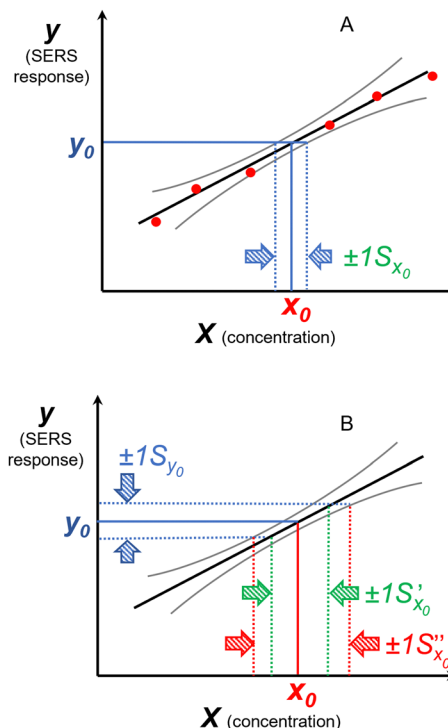 y
A
(SERS
response)
y₀
±1Sₓ₀
x₀
X (concentration)
y
B
(SERS
response)
±1Sy₀
y₀
±1S'ₓ₀
±1S''ₓ₀
x₀
X (concentration)